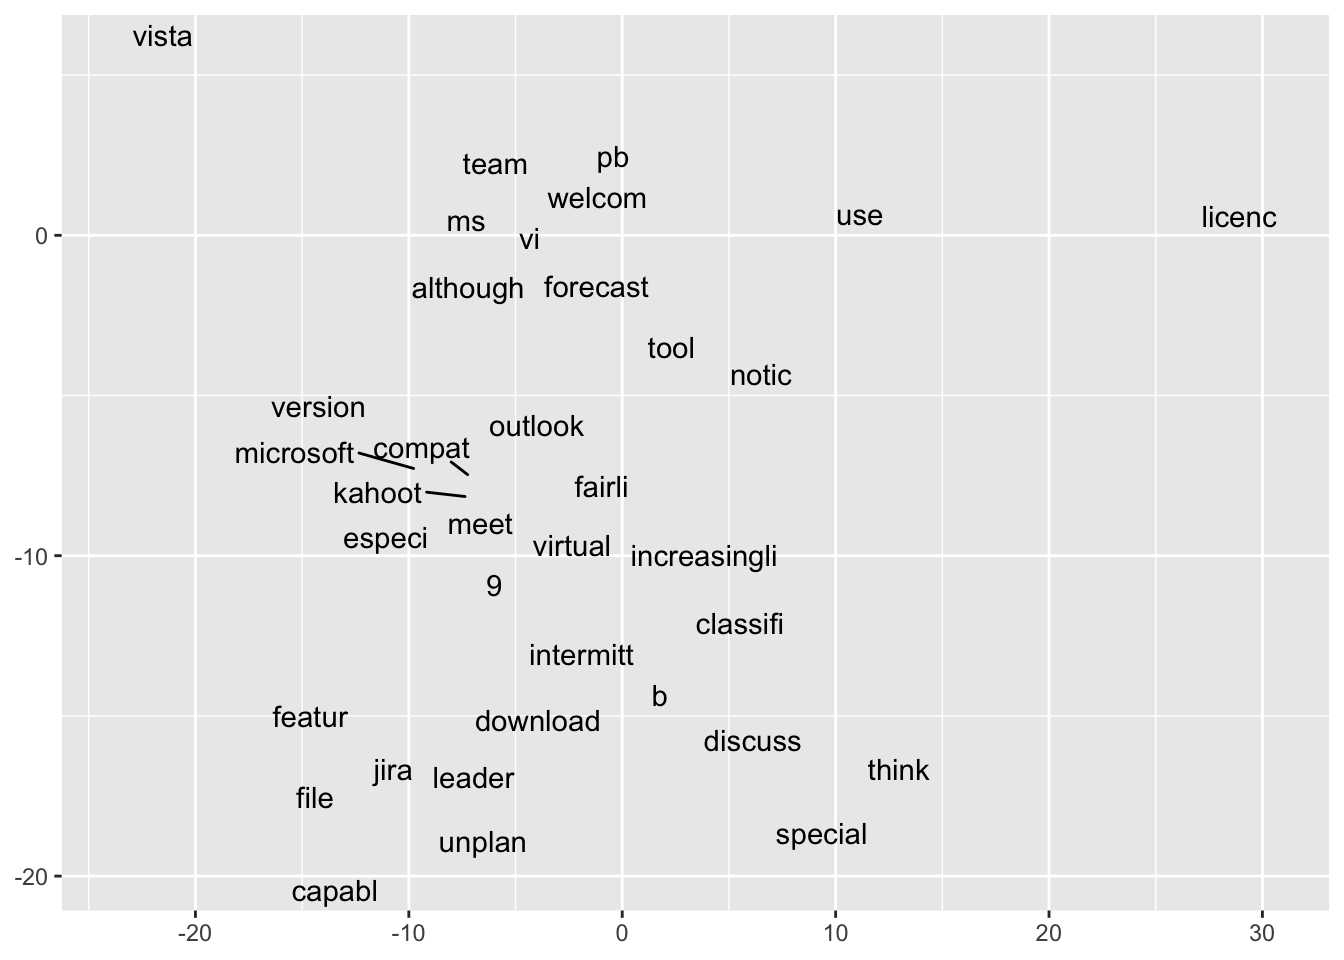 vista
team
pb
welcom
ms
use
licenc
0
vi
although
forecast
tool
notic
version
outlook
compat
microsoft
kahoot
fairli
meet
especi
virtual
-10
increasingli
9
classifi
intermitt
b
featur
download
discuss
jira
think
leader
file
special
unplan
-20
capabl
-20 -10 0 10 20 30